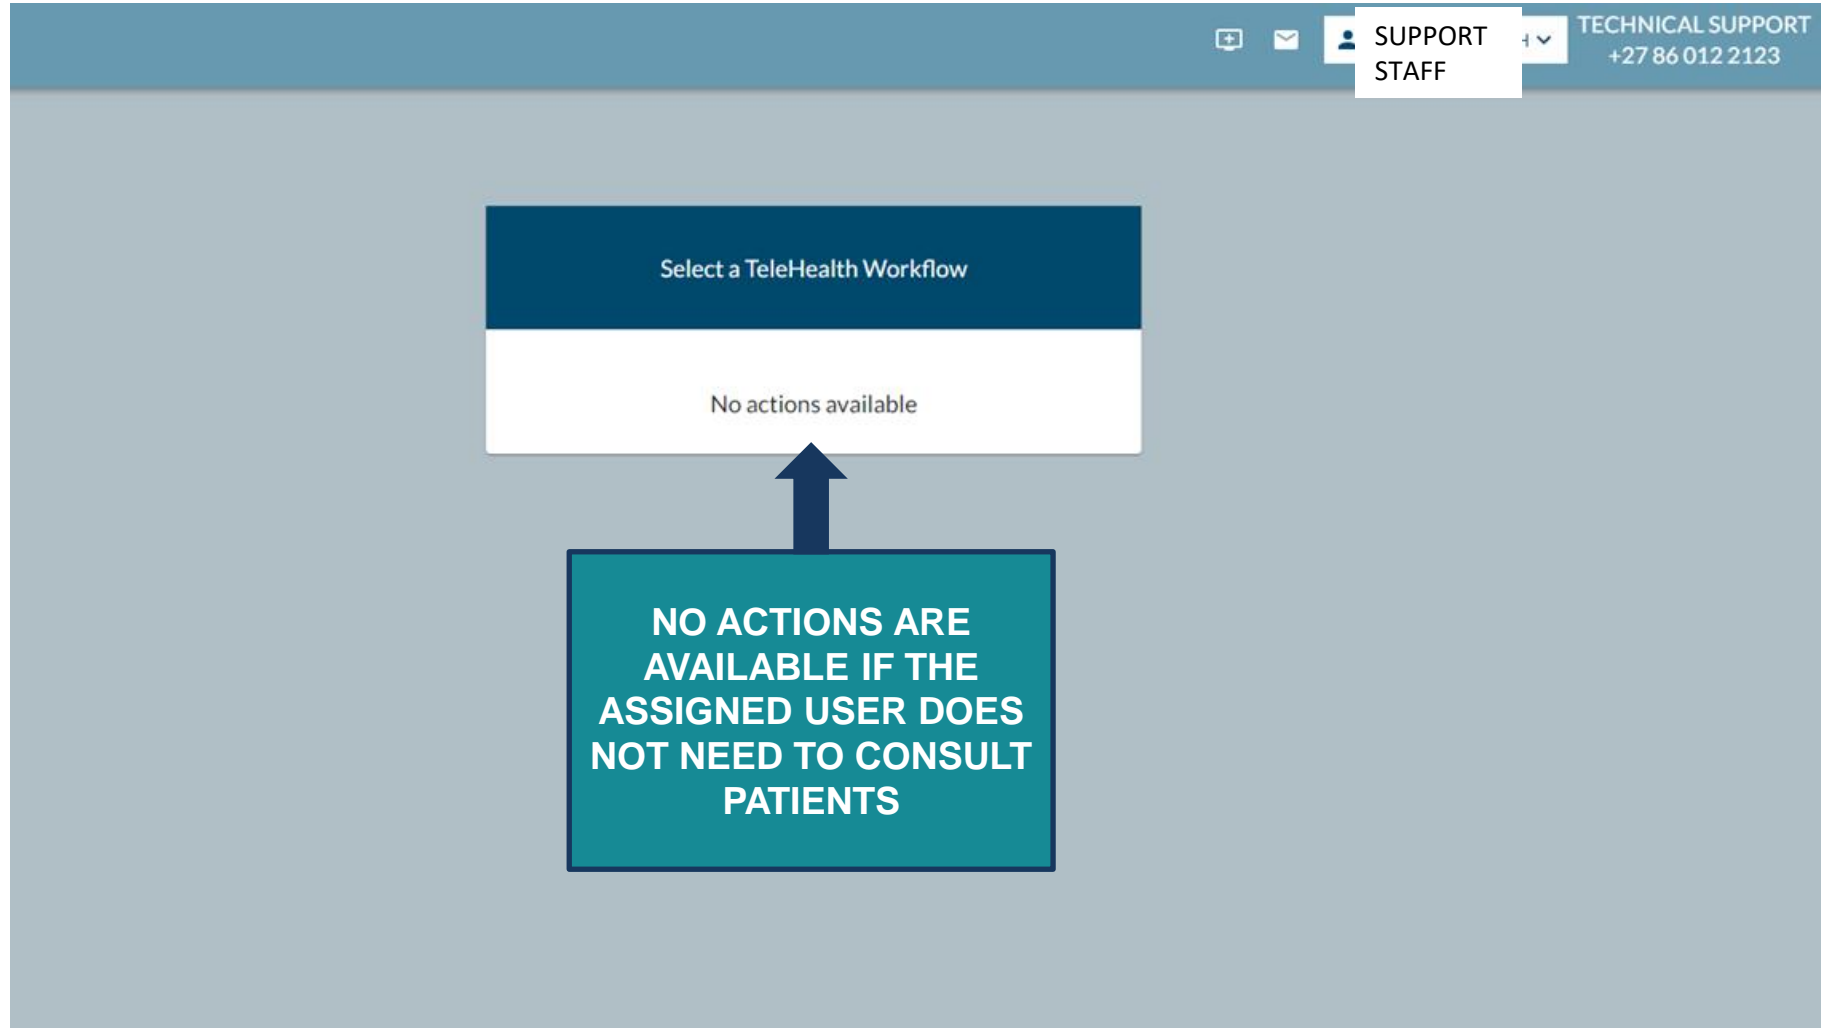 SUPPORT
STAFF
TECHNICAL SUPPORT
+27 86 012 2123
Select a TeleHealth Workflow
No actions available
NO ACTIONS ARE
AVAILABLE IF THE
ASSIGNED USER DOES
NOT NEED TO CONSULT
PATIENTS